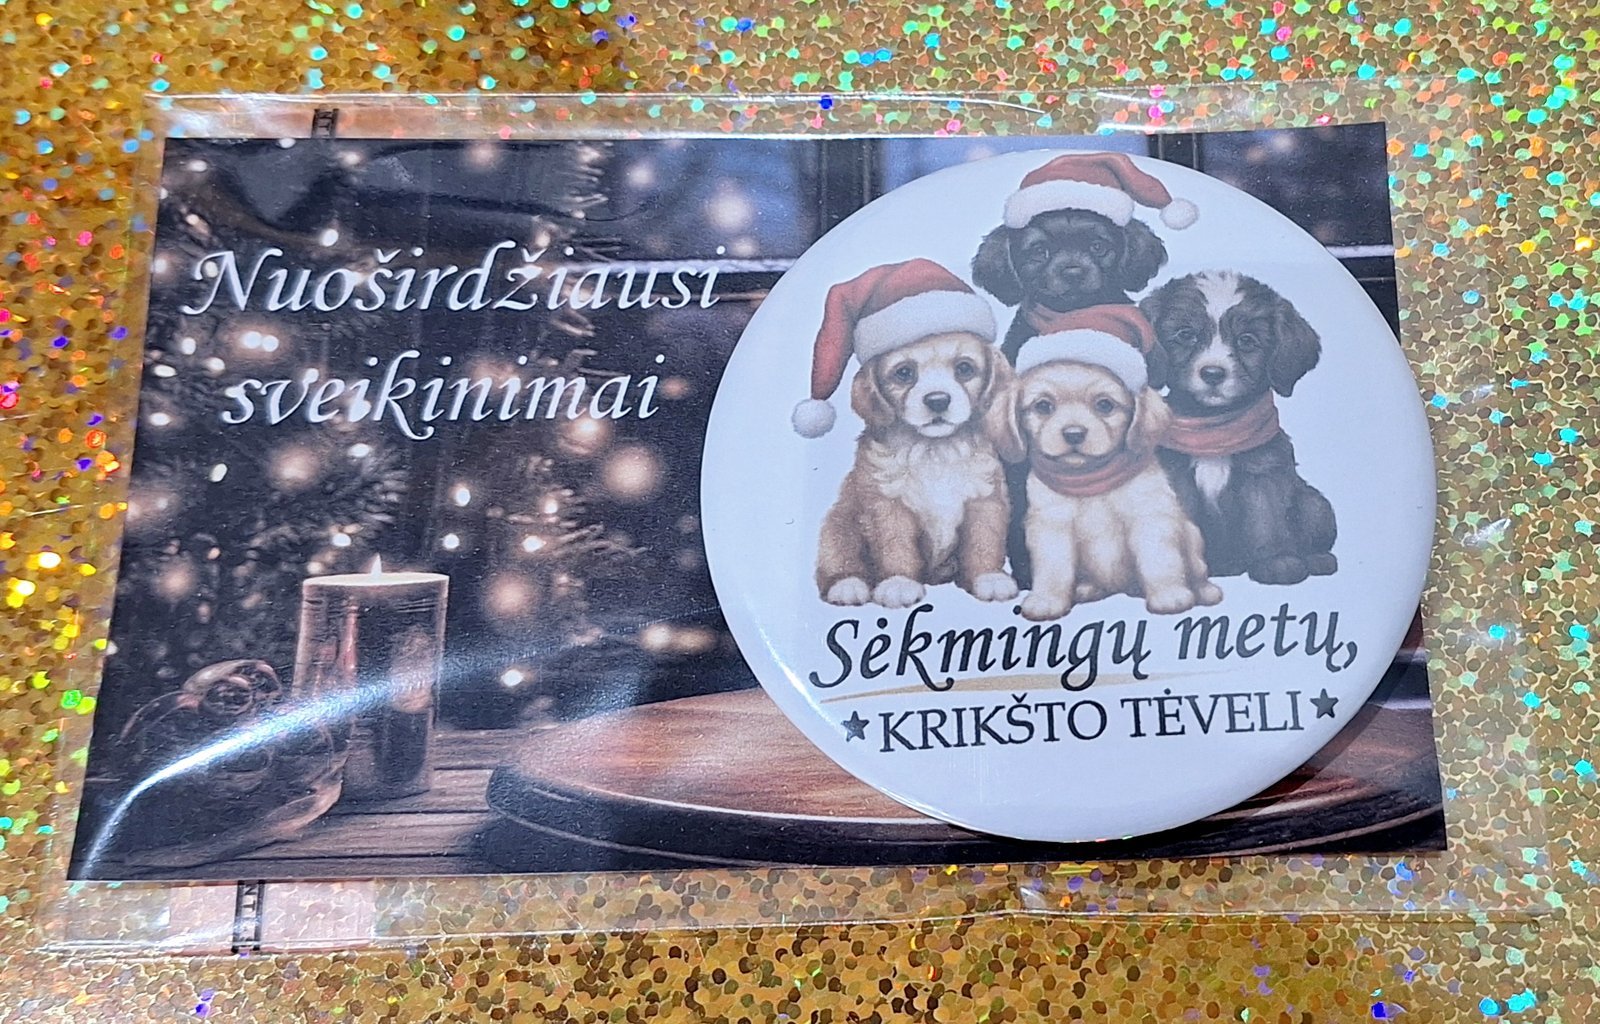 Nuoširdžiausi
sveikinimai
Sėkmingų metų,
KRIKŠTO TĖVELI